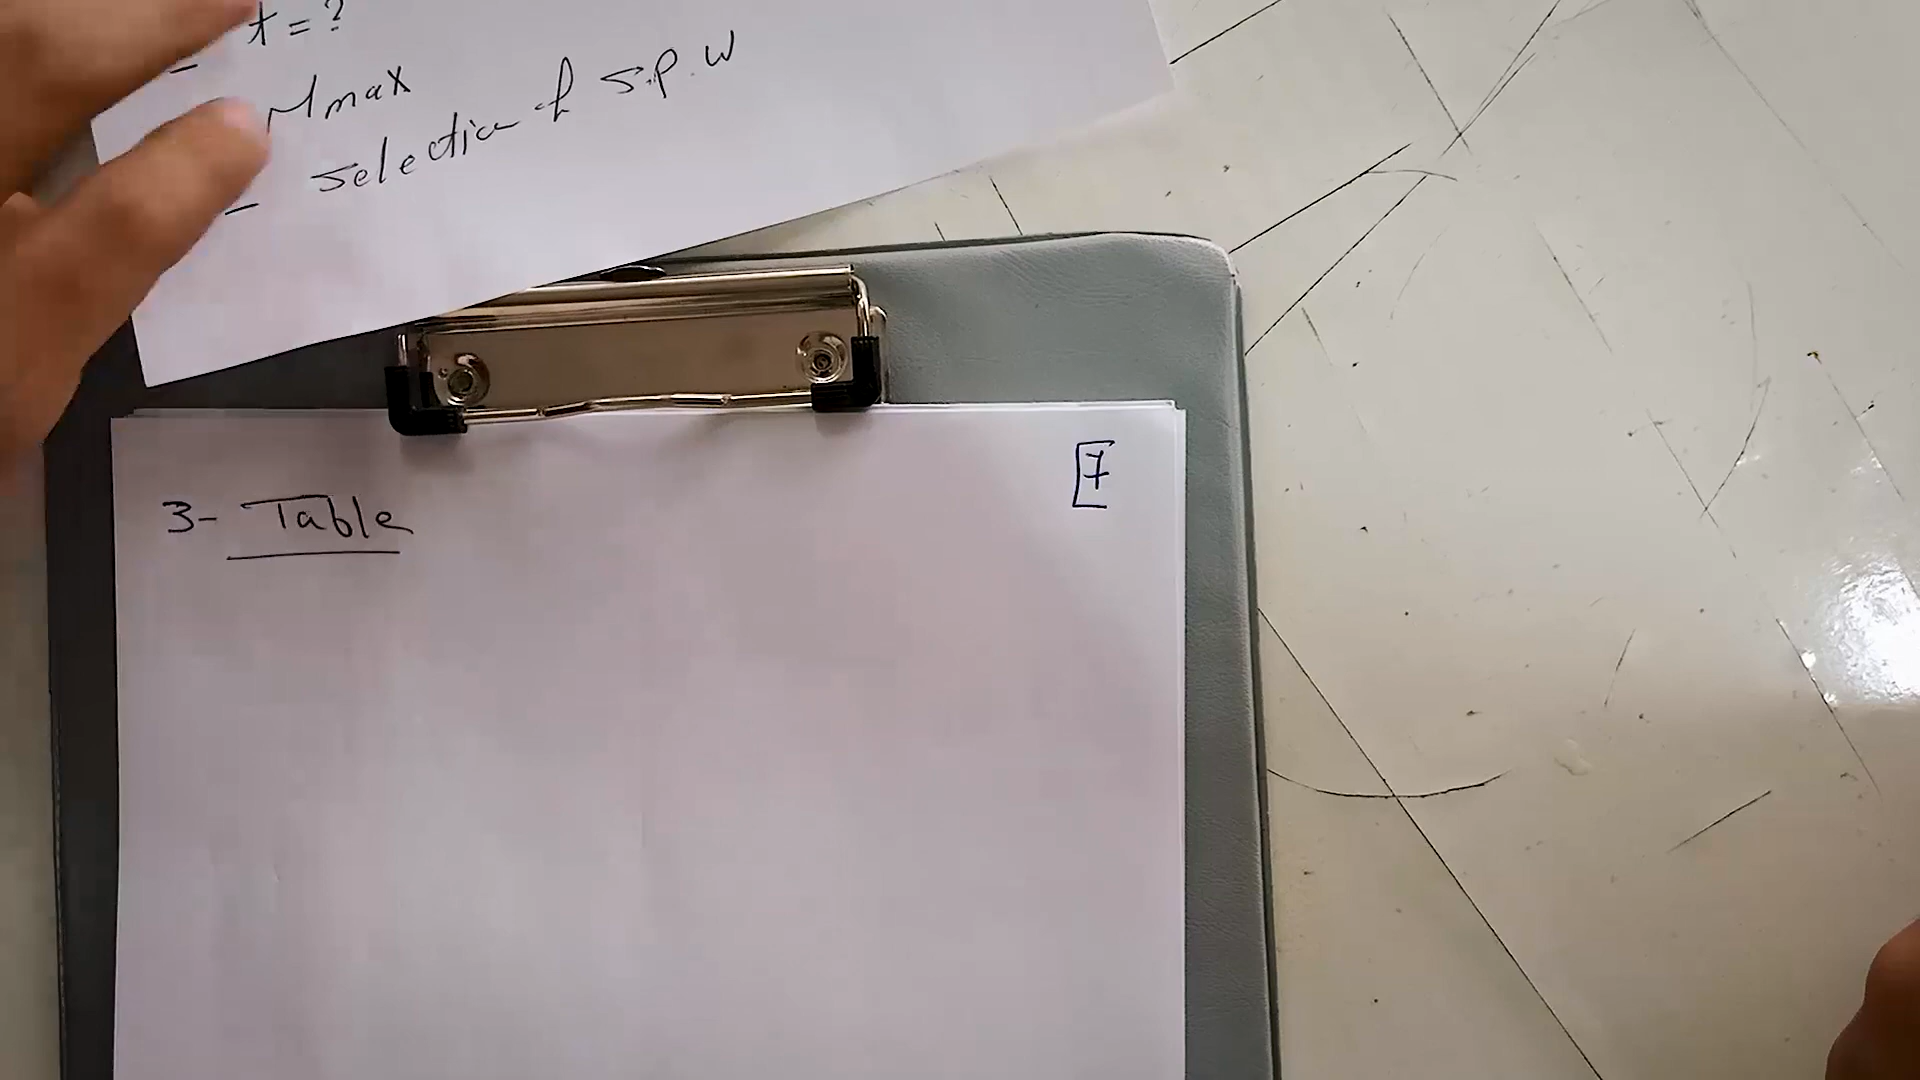 - t = ?
Mmax
- selection of S.P.W
7
3- Table